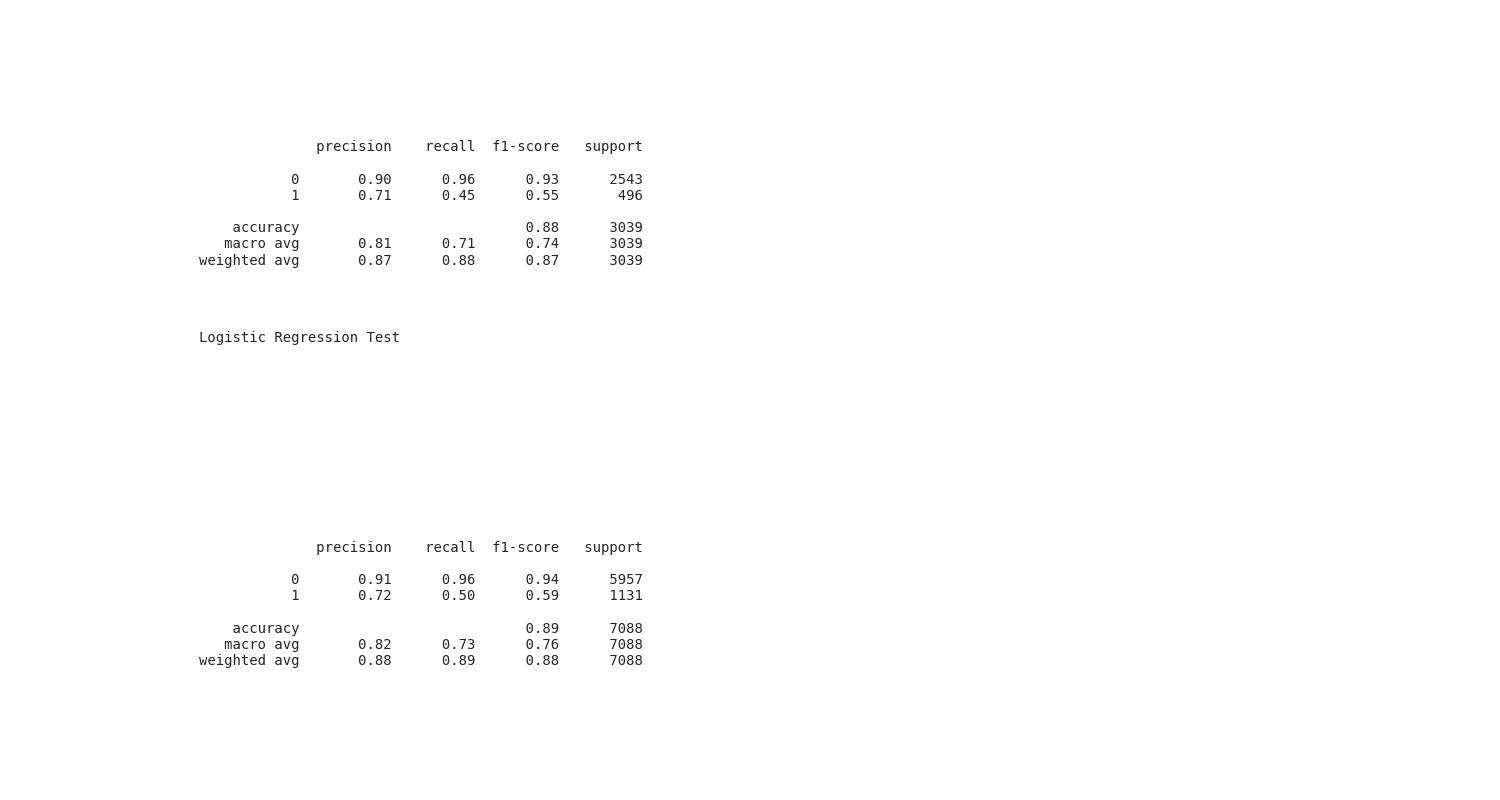 precision    recall  f1-score   support

           0       0.90      0.96      0.93      2543
           1       0.71      0.45      0.55       496

    accuracy                           0.88      3039
   macro avg       0.81      0.71      0.74      3039
weighted avg       0.87      0.88      0.87      3039

Logistic Regression Test

              precision    recall  f1-score   support

           0       0.91      0.96      0.94      5957
           1       0.72      0.50      0.59      1131

    accuracy                           0.89      7088
   macro avg       0.82      0.73      0.76      7088
weighted avg       0.88      0.89      0.88      7088